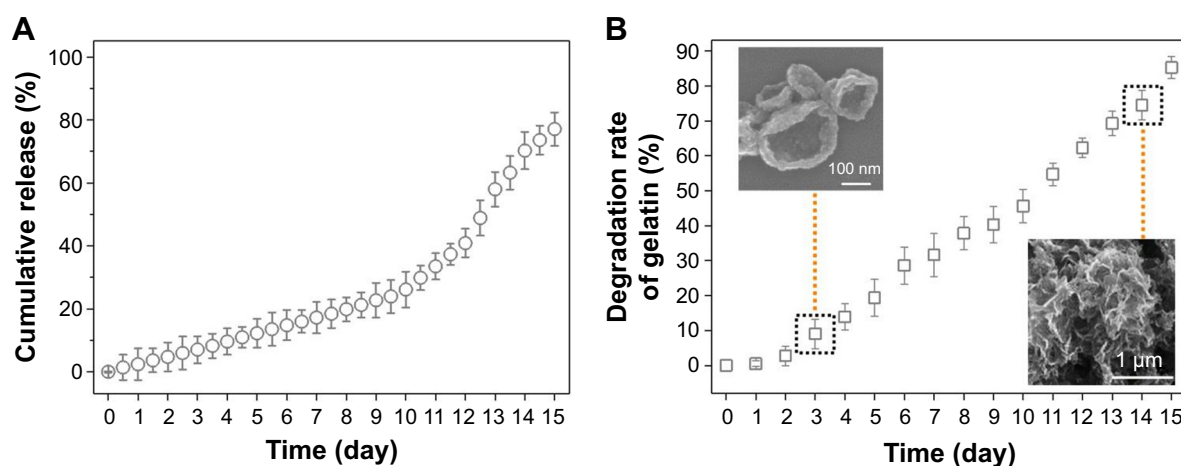 A
Cumulative release (%)
100
80
60
40
20
0
0 1 2 3 4 5 6 7 8 9 10 11 12 13 14 15
Time (day)
B
Degradation rate
of gelatin (%)
90
80
70
60
50
40
30
20
10
0
100 nm
1 μm
0 1 2 3 4 5 6 7 8 9 10 11 12 13 14 15
Time (day)